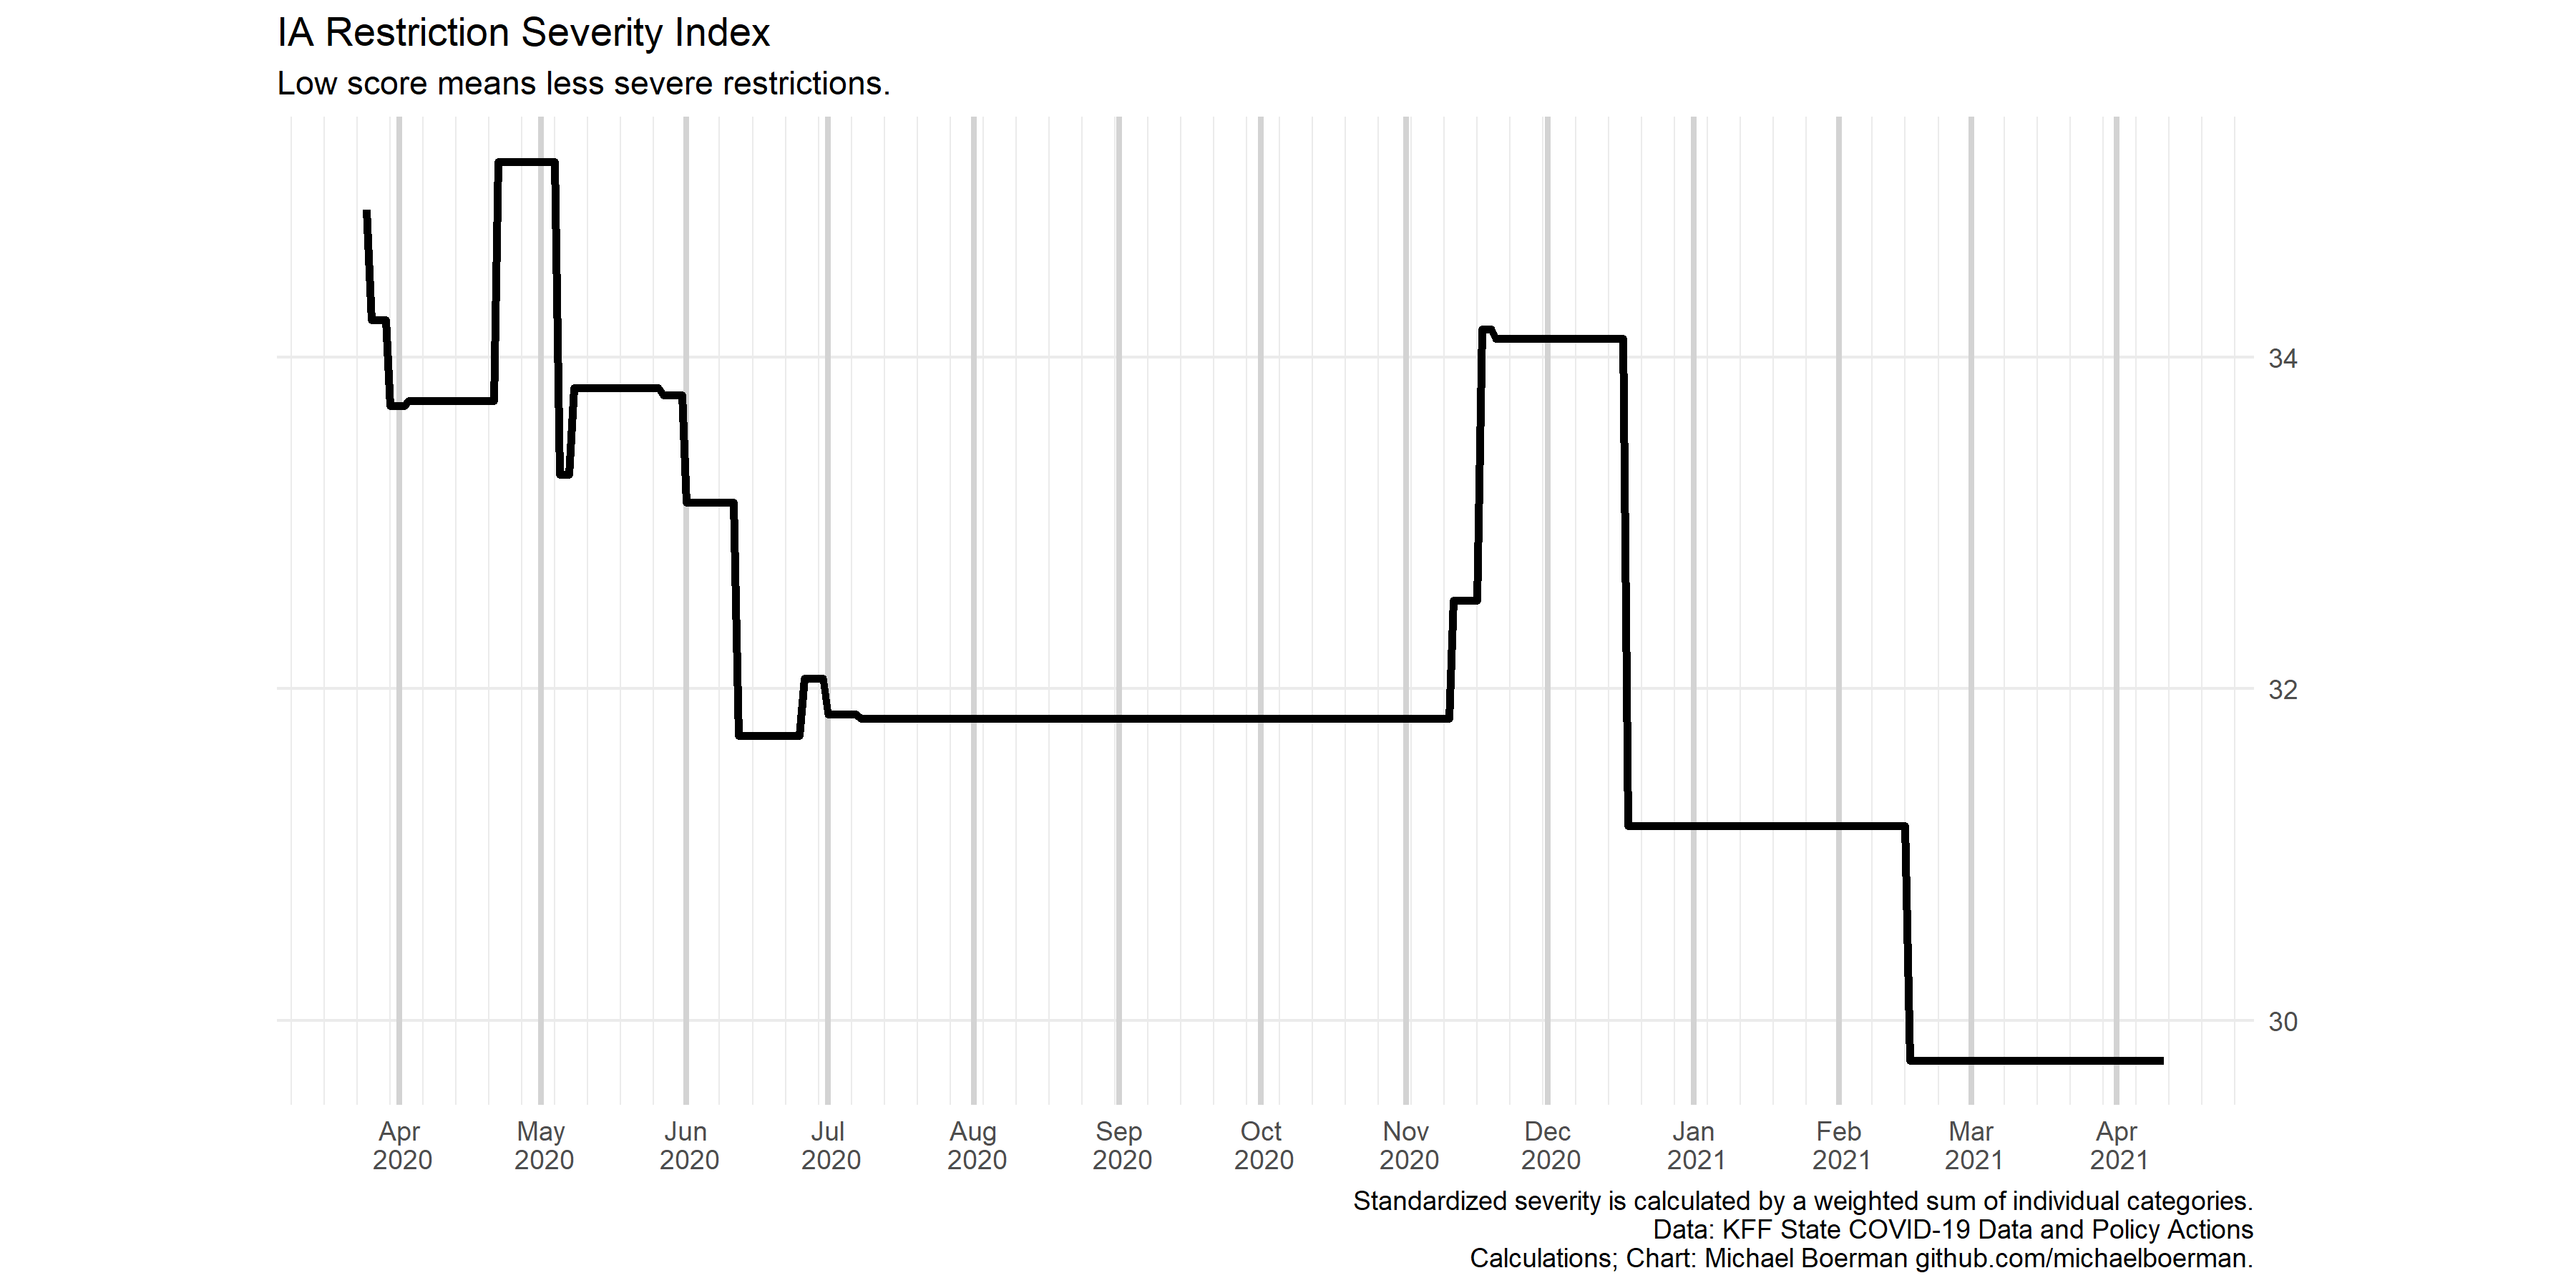 IA Restriction Severity Index
Low score means less severe restrictions.
34
32
30
Apr May Jun Jul Aug Sep Oct Nov Dec Jan Feb Mar Apr
2020 2020 2020 2020 2020 2020 2020 2020 2020 2021 2021 2021 2021
Standardized severity is calculated by a weighted sum of individual categories.
Data: KFF State COVID-19 Data and Policy Actions
Calculations; Chart: Michael Boerman github.com/michaelboerman.